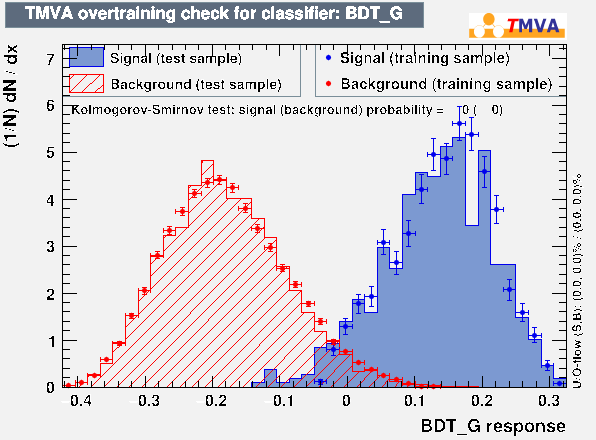 TMVA overtraining check for classifier: BDT_G
TMVA
Signal (test sample)
Background (test sample)
Signal (training sample)
Background (training sample)
Kolmogorov-Smirnov test: signal (background) probability = 0 ( 0)
(1/N) dN / dx
7
6
5
4
3
2
1
0
−0.4 −0.3 −0.2 −0.1 0 0.1 0.2 0.3
BDT_G response
U/O-flow (S,B): (0.0, 0.0)% / (0.0, 0.0)%